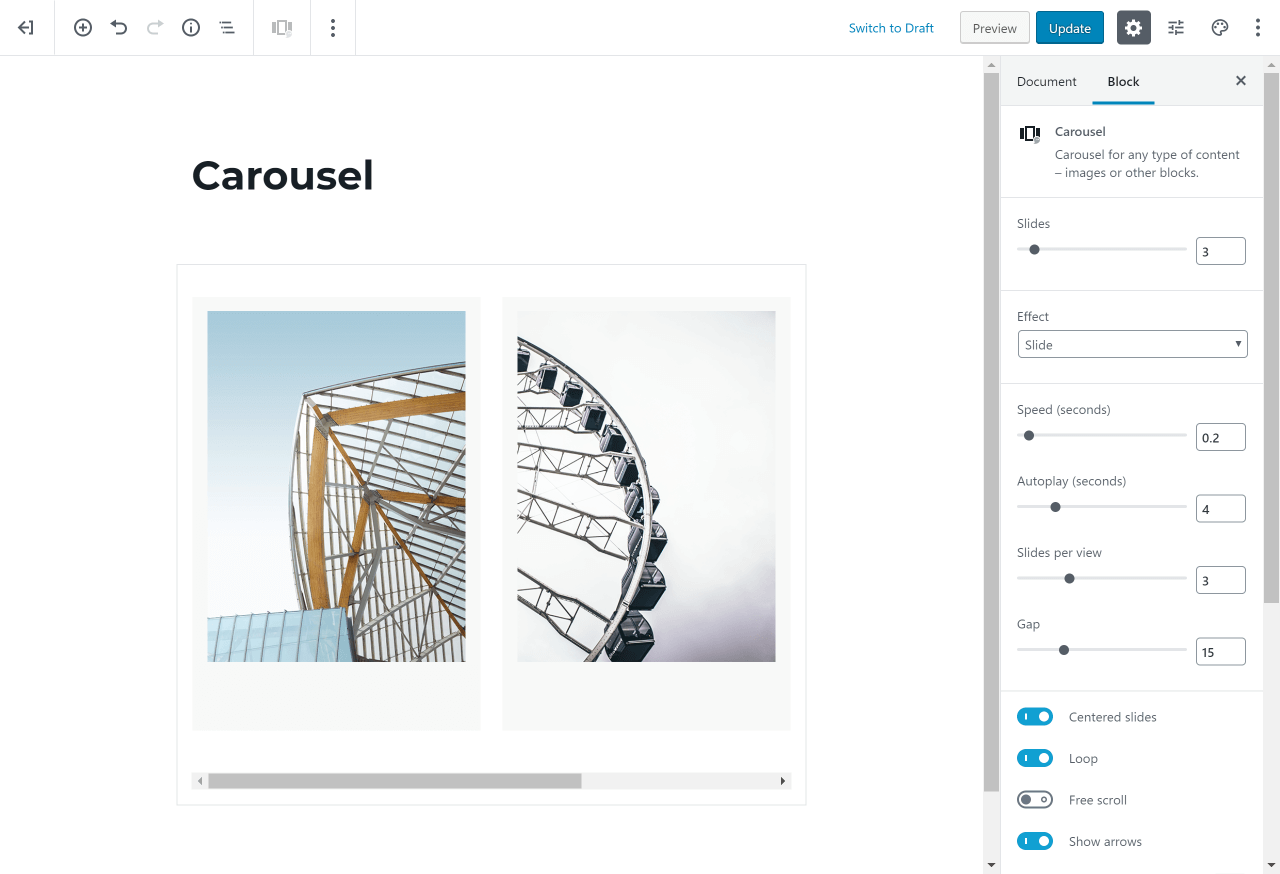 Switch to Draft
Preview
Update
Document
Block
Carousel
Carousel
Carousel for any type of content
– images or other blocks.
Slides
3
Effect
Slide
Speed (seconds)
0.2
Autoplay (seconds)
4
Slides per view
3
Gap
15
Centered slides
Loop
Free scroll
Show arrows